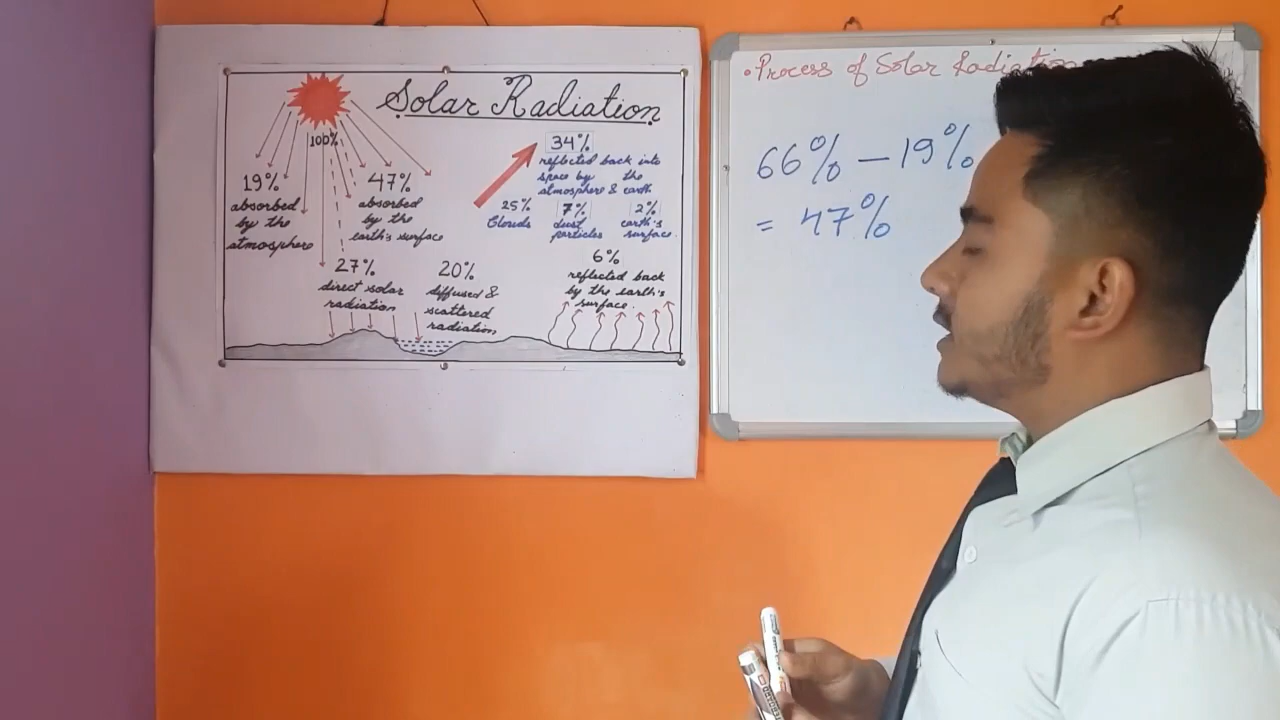 Solar Radiation
100%
19%
absorbed
by the
atmosphere
47%
absorbed
by the
earth's surface
34%
reflected back into
space by the
atmosphere & earth
25%
Clouds
7%
dust
particles
2%
earth's
surface.
27%
direct solar
radiation
20%
diffused &
scattered
radiation
6%
reflected back
by the earth's
surface.
• Process of Solar Radiation
66% – 19%
= 47%